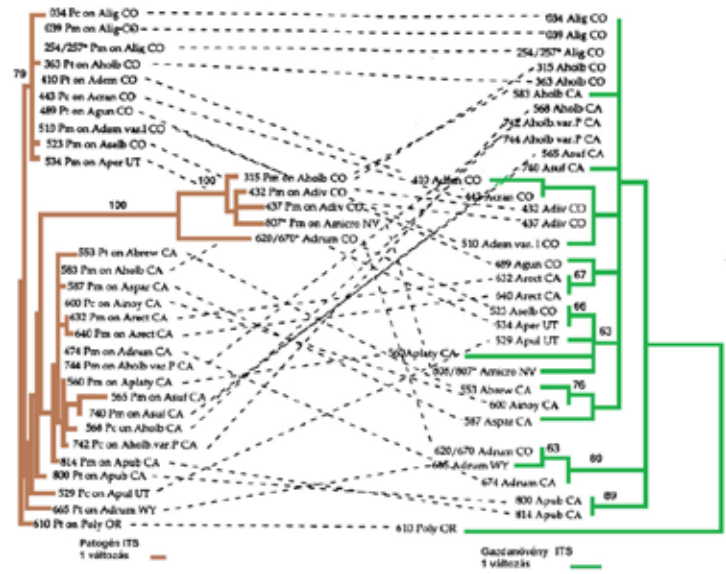 034 Pc on Alig CO
039 Pm on Alig CO
254/257* Pm on Alig CO
363 Pt on Aholb CO
410 Pt on Adem CO
443 Pc on Acran CO
489 Pt on Agun CO
510 Pm on Adem var.l CO
523 Pm on Aselb CO
534 Pm on Aper UT
79
100
100
315 Pm on Aholb CO
432 Pm on Adiv CO
437 Pm on Adiv CO
807* Pm on Amicro NV
620/670* Adrum CO
553 Pt on Abrew CA
583 Pm on Aholb CA
587 Pm on Aspar CA
600 Pc on Ainoy CA
632 Pm on Arect CA
640 Pm on Arect CA
674 Pm on Adrum CA
744 Pm on Aholb var.P CA
560 Pm on Aplaty CA
565 Pm on Asuf CA
740 Pm on Asuf CA
568 Pc on Aholb CA
742 Pc on Aholb.var.P CA
814 Pm on Apub CA
800 Pt on Apub CA
529 Pc on Apul UT
665 Pt on Adrum WY
610 Pt on Poly OR
Patogén ITS
1 változás
034 Alig CO
039 Alig CO
254/257* Alig CO
315 Aholb CO
363 Aholb CO
583 Aholb CA
568 Aholb CA
742 Aholb var.P CA
744 Aholb var.P CA
565 Asuf CA
740 Asuf CA
410 Adem CO
443 Acran CO
432 Adiv CO
437 Adiv CO
510 Adem var. l CO
489 Agun CO
632 Arect CA
640 Arect CA
67
523 Aselb CO
534 Aper UT
66
529 Apul UT
63
560 Aplaty CA
808/807* Amicro NV
553 Abrew CA
76
600 Ainoy CA
587 Aspar CA
620/670 Adrum CO
63
665 Adrum WY
80
674 Adrum CA
800 Apub CA
89
814 Apub CA
610 Poly OR
Gazdanövény ITS
1 változás